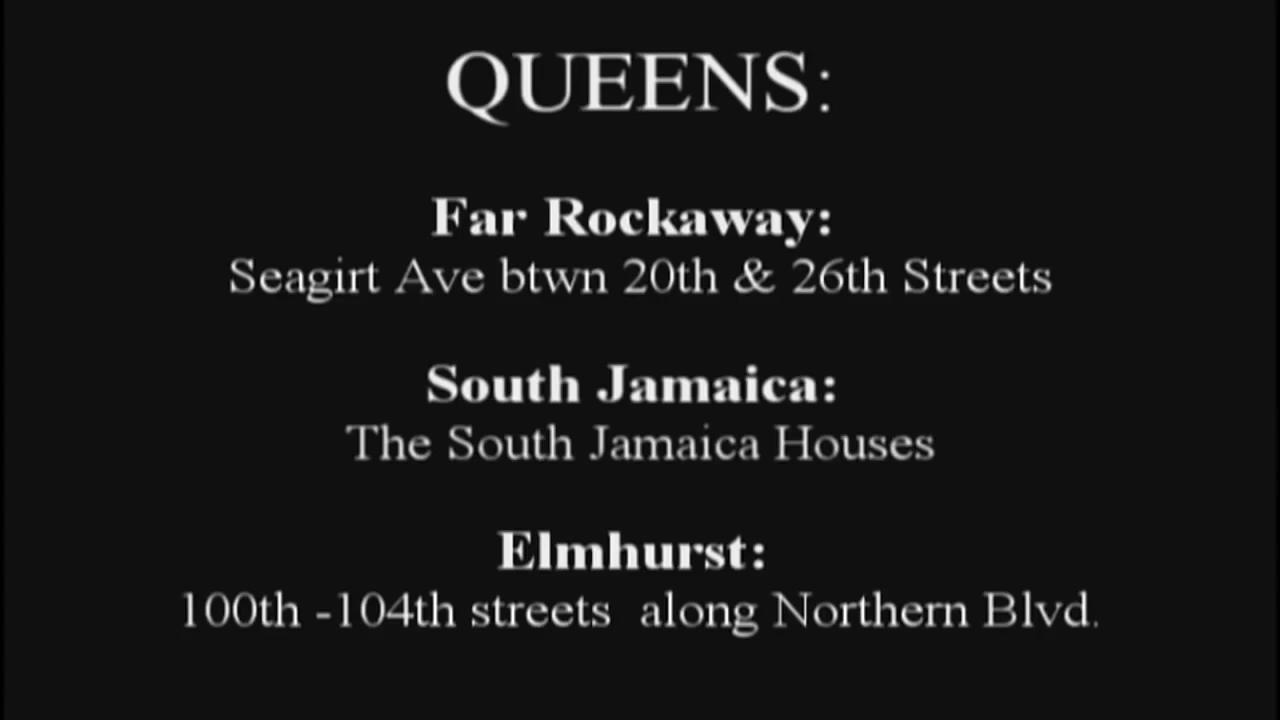 QUEENS:
Far Rockaway:
Seagirt Ave btwn 20th & 26th Streets
South Jamaica:
The South Jamaica Houses
Elmhurst:
100th -104th streets  along Northern Blvd.